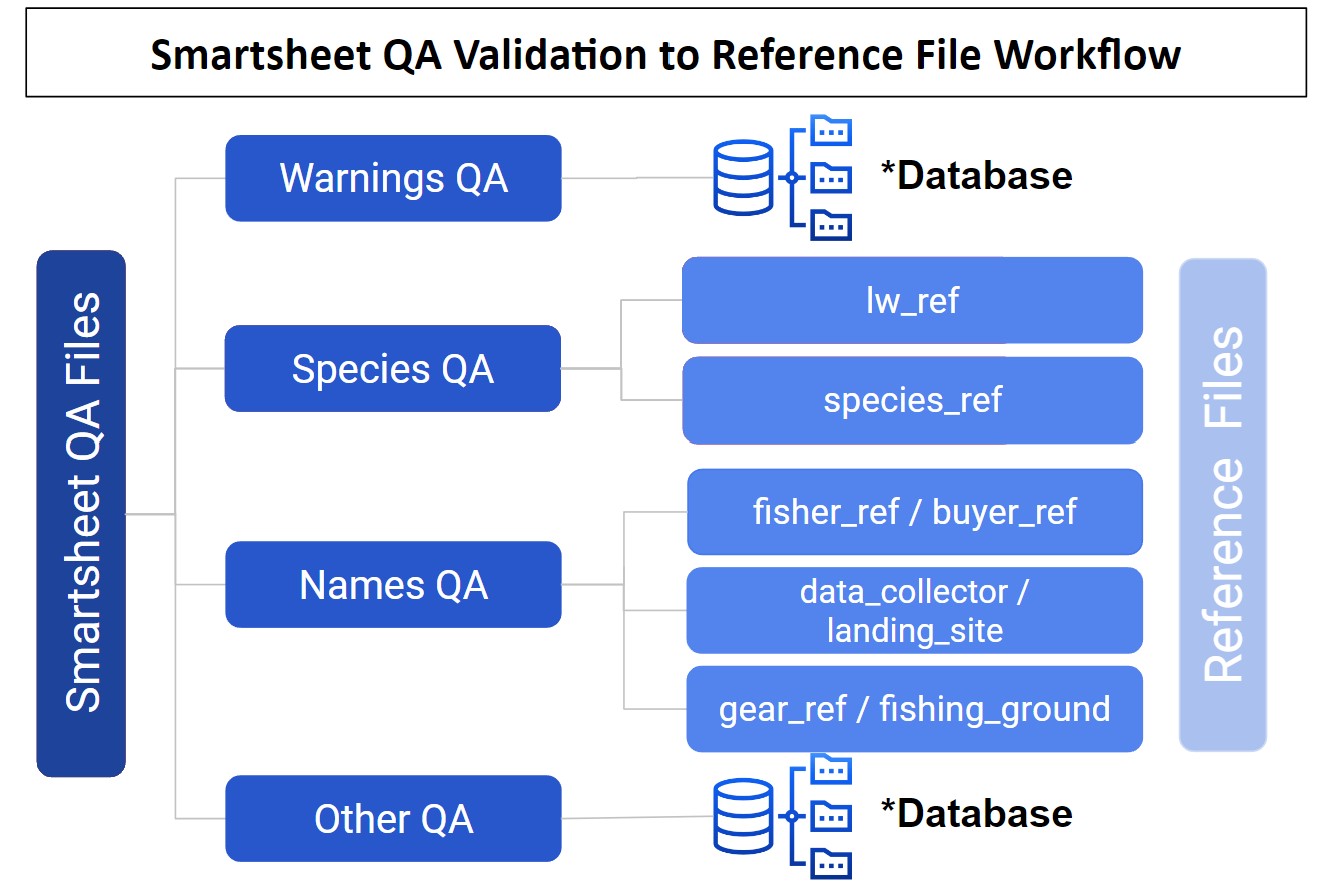 Smartsheet QA Validation to Reference File Workflow
Smartsheet QA Files
Warnings QA
*Database
Species QA
lw_ref
species_ref
Names QA
fisher_ref / buyer_ref
data_collector /
landing_site
gear_ref / fishing_ground
Other QA
*Database
Reference Files